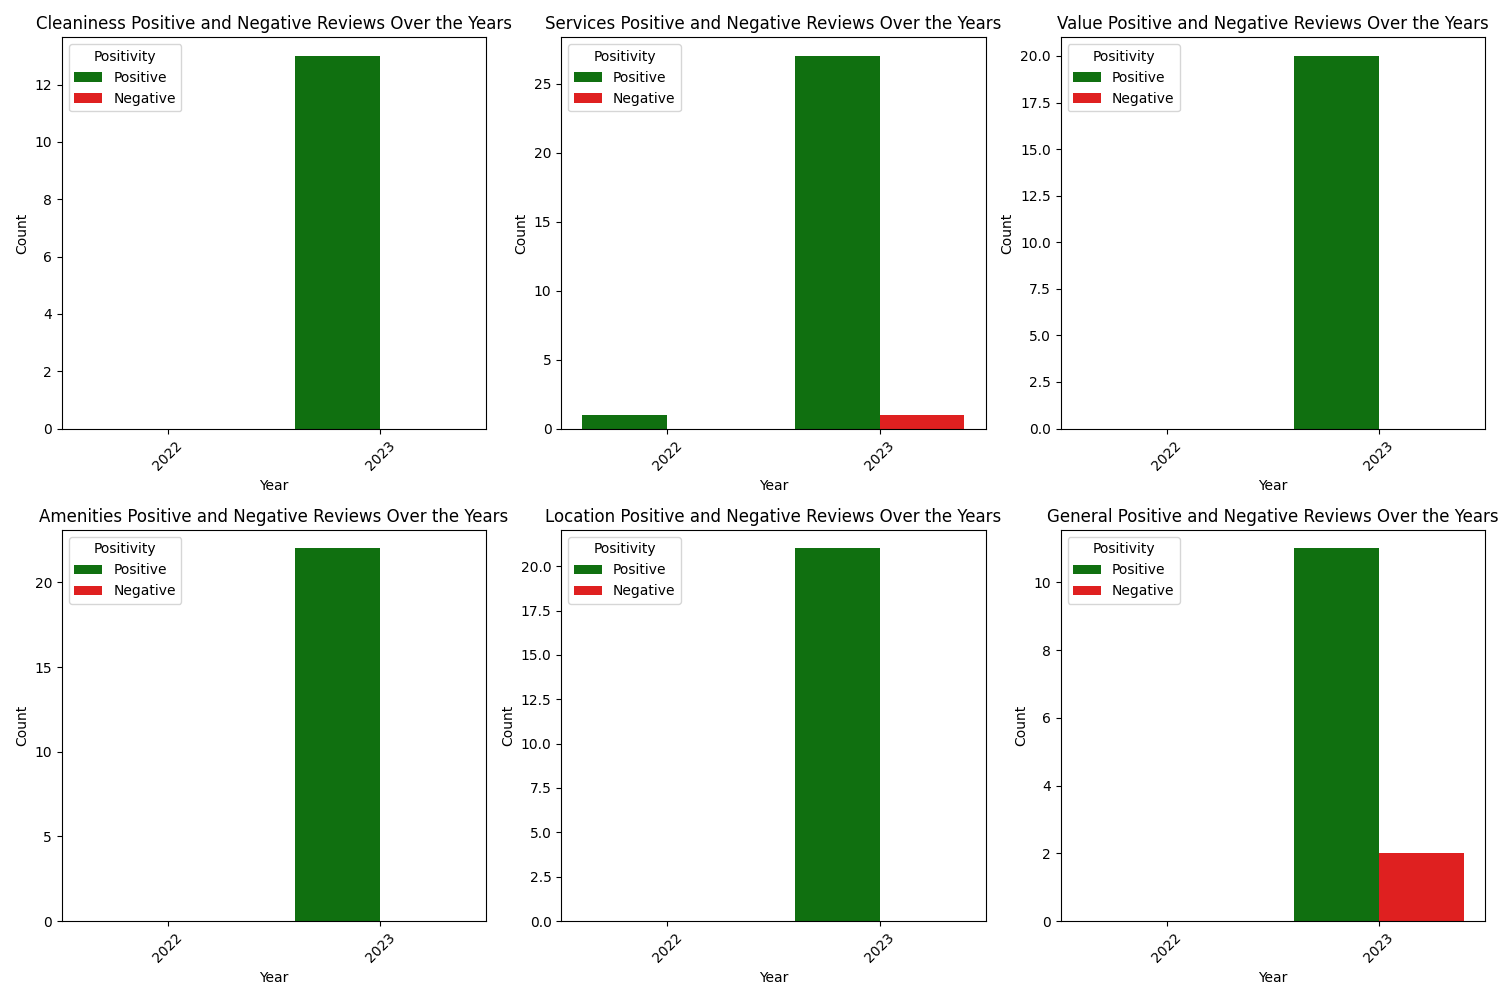 Cleaniness Positive and Negative Reviews Over the Years
Positivity
Positive
Negative
12
10
8
6
4
2
0
Count
2022
2023
Year
Services Positive and Negative Reviews Over the Years
Positivity
Positive
Negative
25
20
15
10
5
0
Count
2022
2023
Year
Value Positive and Negative Reviews Over the Years
Positivity
Positive
Negative
20.0
17.5
15.0
12.5
10.0
7.5
5.0
2.5
0.0
Count
2022
2023
Year
Amenities Positive and Negative Reviews Over the Years
Positivity
Positive
Negative
20
15
10
5
0
Count
2022
2023
Year
Location Positive and Negative Reviews Over the Years
Positivity
Positive
Negative
20.0
17.5
15.0
12.5
10.0
7.5
5.0
2.5
0.0
Count
2022
2023
Year
General Positive and Negative Reviews Over the Years
Positivity
Positive
Negative
10
8
6
4
2
0
Count
2022
2023
Year